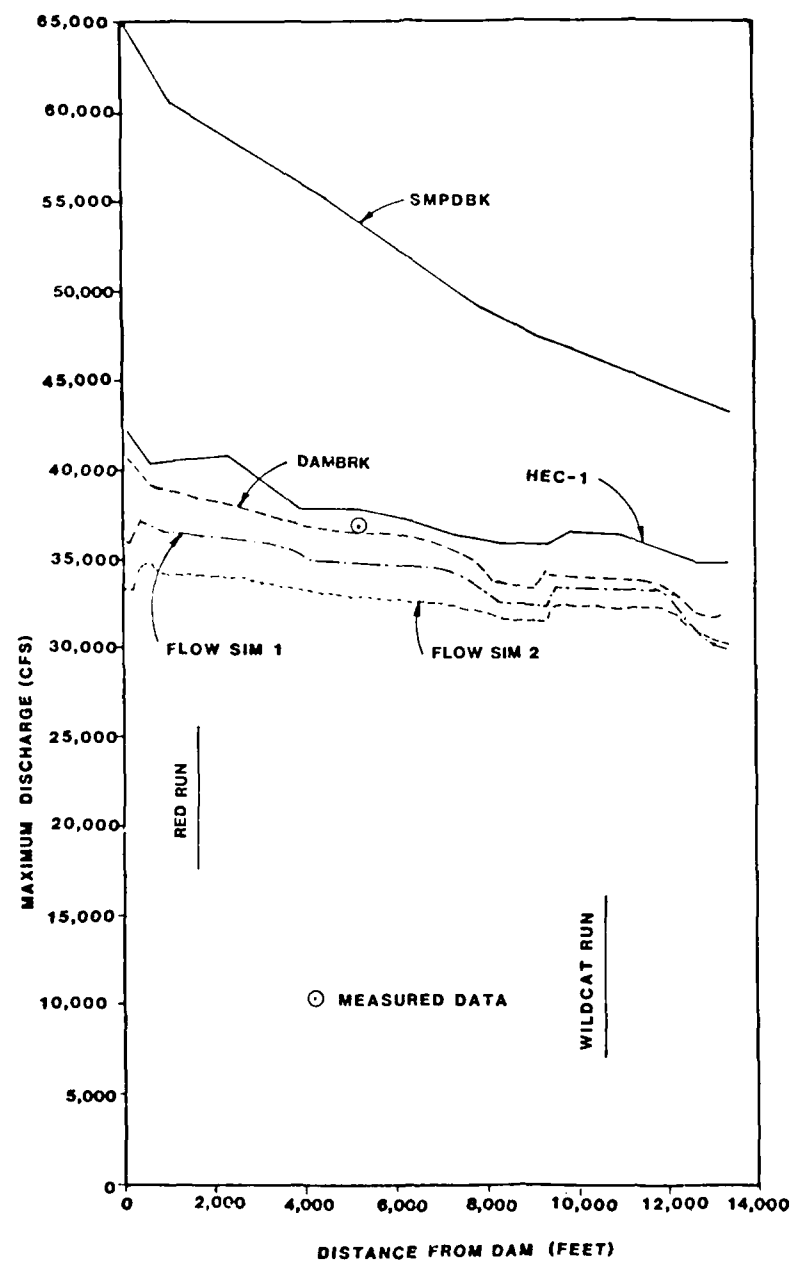 65,000
60,000
55,000
50,000
45,000
40,000
35,000
30,000
25,000
20,000
15,000
10,000
5,000
0
MAXIMUM DISCHARGE (CFS)
SMPDBK
DAMBRK
HEC-1
FLOW SIM 1
FLOW SIM 2
RED RUN
WILDCAT RUN
MEASURED DATA
0 2,000 4,000 6,000 8,000 10,000 12,000 14,000
DISTANCE FROM DAM (FEET)